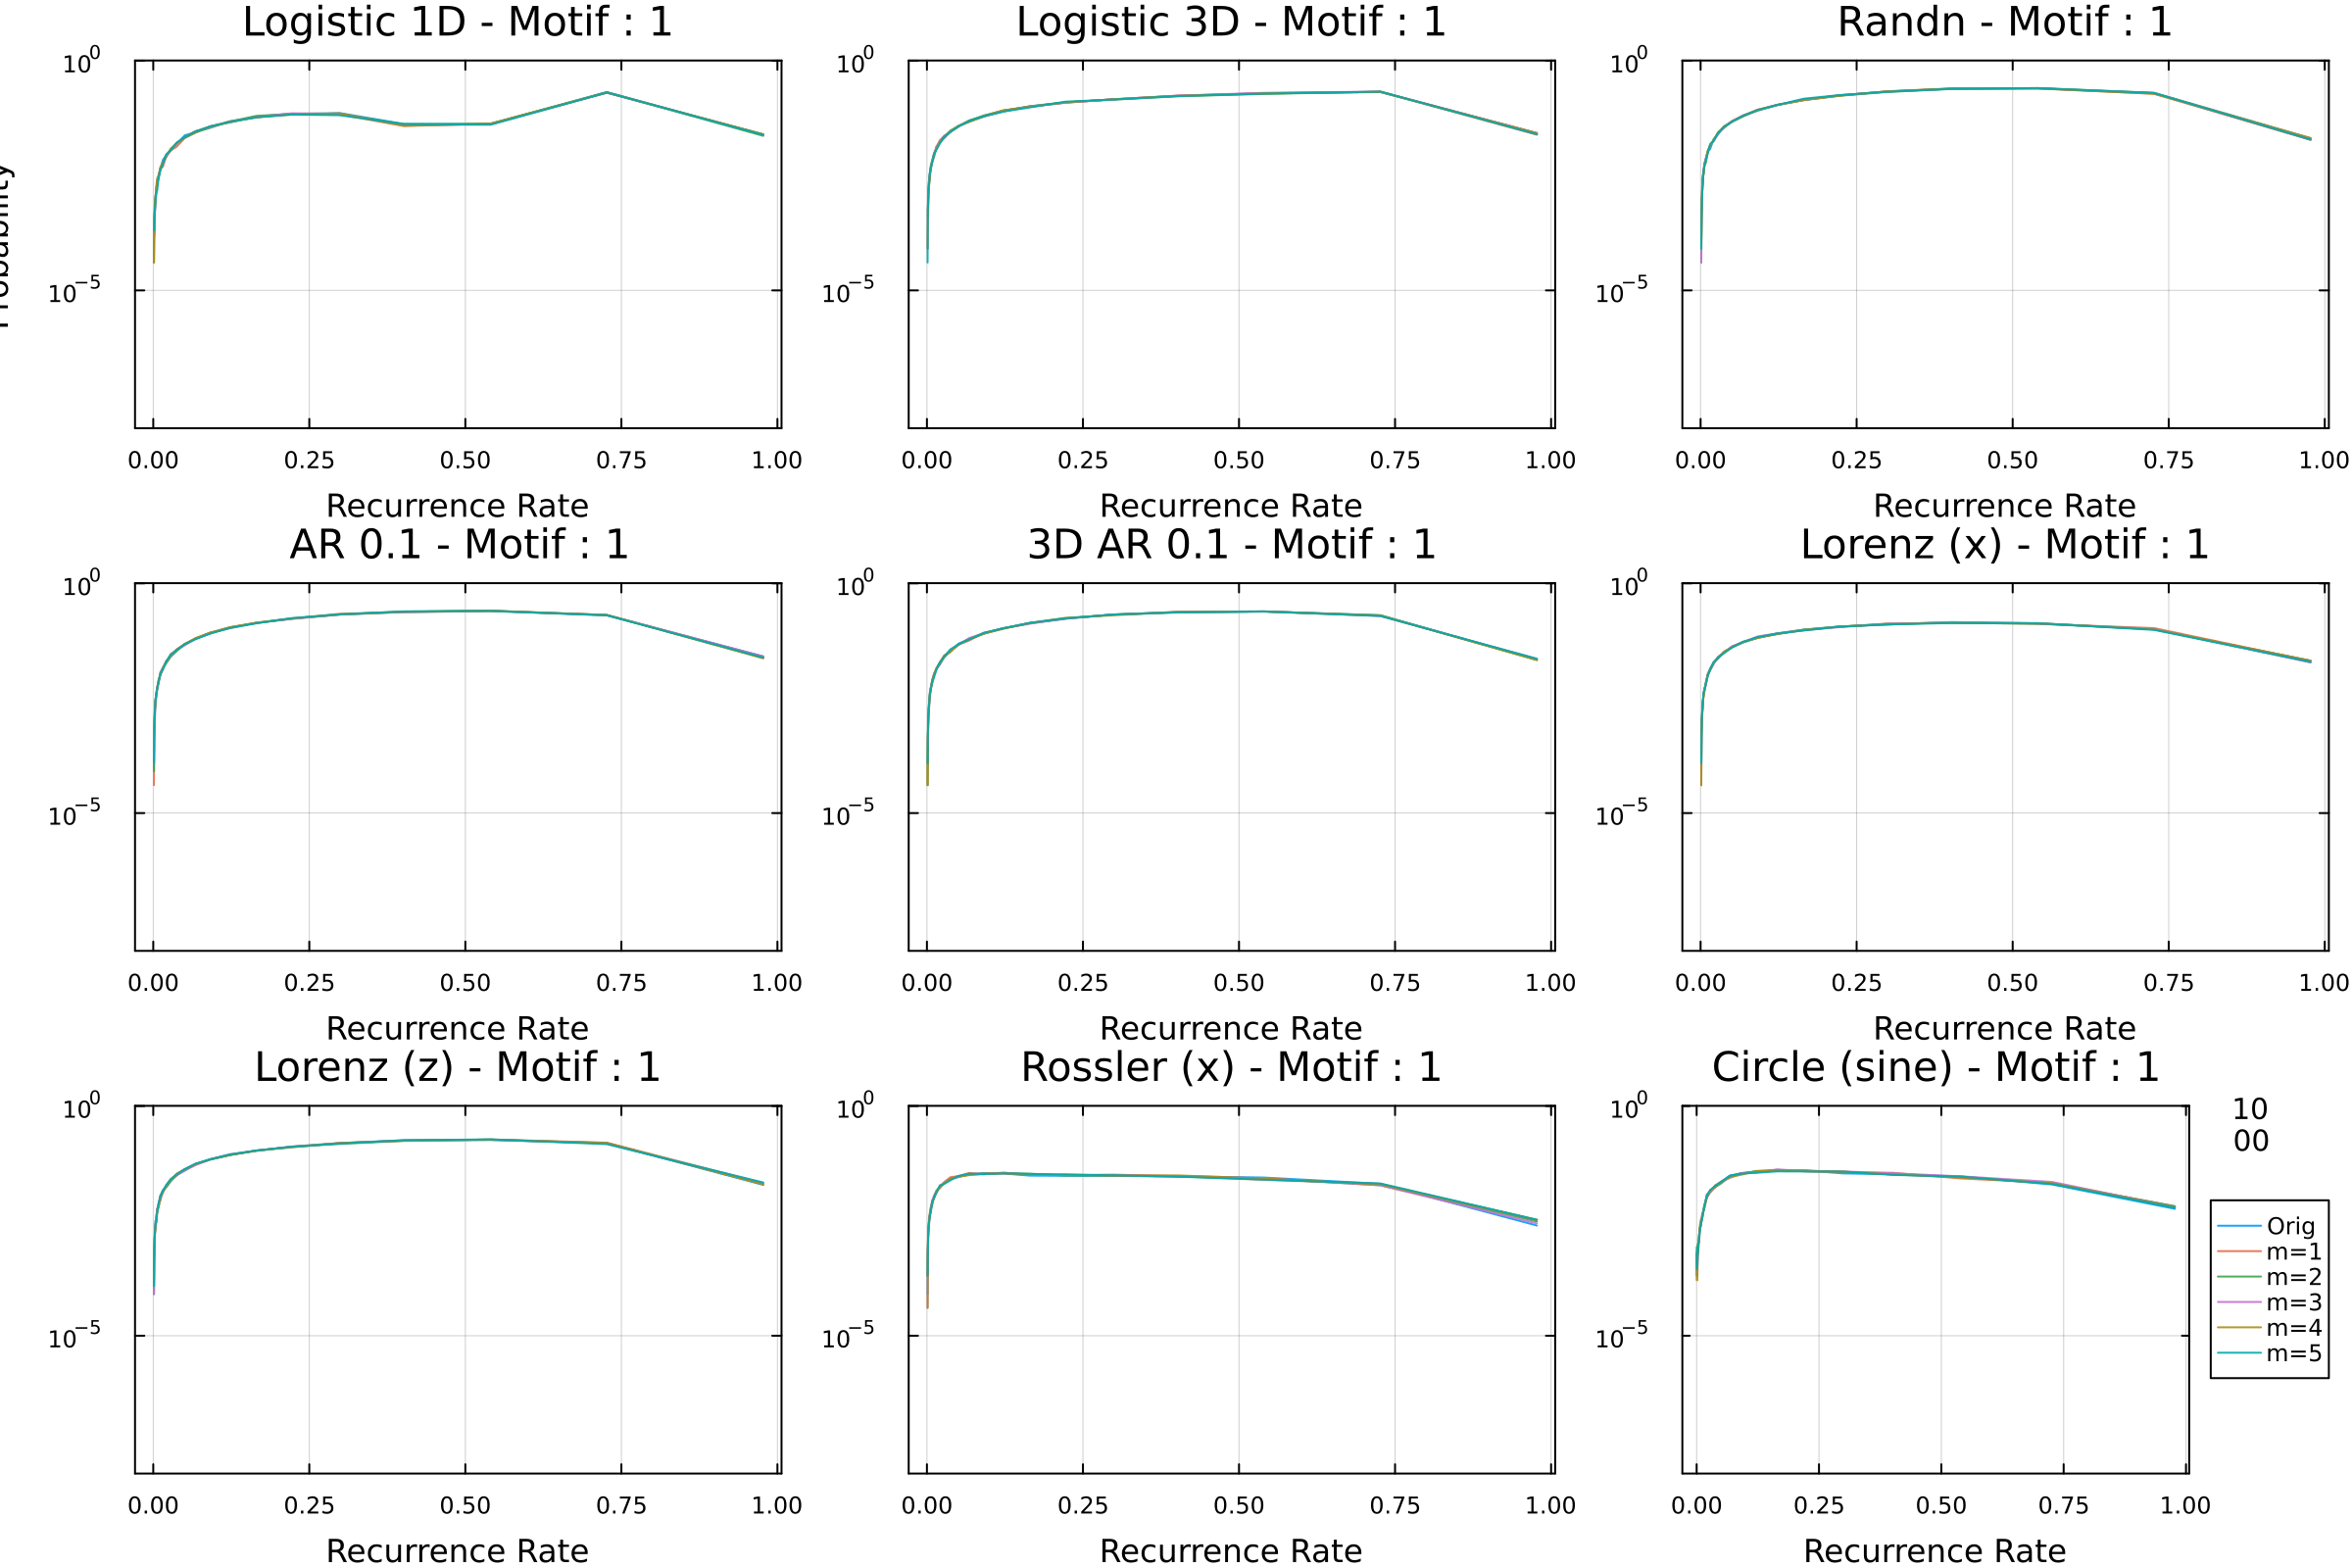 Logistic 1D - Motif : 1
Logistic 3D - Motif : 1
Randn - Motif : 1
10^0
10^0
10^0
Probability
10^−5
10^−5
10^−5
0.00 0.25 0.50 0.75 1.00
0.00 0.25 0.50 0.75 1.00
0.00 0.25 0.50 0.75 1.00
Recurrence Rate
Recurrence Rate
Recurrence Rate
AR 0.1 - Motif : 1
3D AR 0.1 - Motif : 1
Lorenz (x) - Motif : 1
10^0
10^0
10^0
10^−5
10^−5
10^−5
0.00 0.25 0.50 0.75 1.00
0.00 0.25 0.50 0.75 1.00
0.00 0.25 0.50 0.75 1.00
Recurrence Rate
Recurrence Rate
Recurrence Rate
Lorenz (z) - Motif : 1
Rossler (x) - Motif : 1
Circle (sine) - Motif : 1
10^0
10^0
10^0
10^−5
10^−5
10^−5
0.00 0.25 0.50 0.75 1.00
0.00 0.25 0.50 0.75 1.00
0.00 0.25 0.50 0.75 1.00
Recurrence Rate
Recurrence Rate
Recurrence Rate
10
00
Orig
m=1
m=2
m=3
m=4
m=5